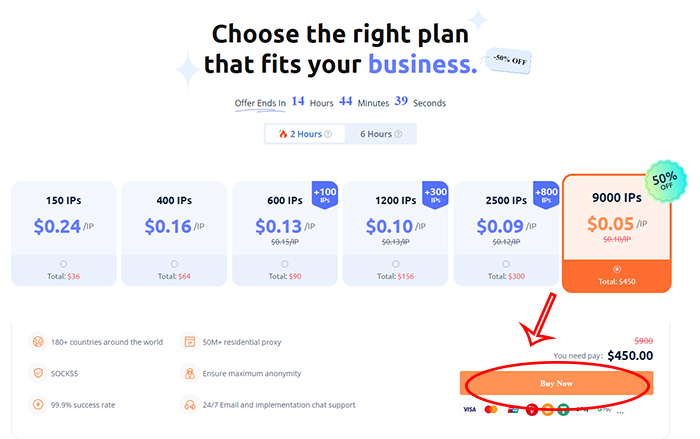 Choose the right plan
that fits your business.
-50% OFF
Offer Ends In 14 Hours 44 Minutes 39 Seconds
2 Hours
6 Hours
150 IPs
$0.24 /IP
Total: $36
400 IPs
$0.16 /IP
Total: $64
+100
IPs
600 IPs
$0.13 /IP
$0.15/IP
Total: $90
+300
IPs
1200 IPs
$0.10 /IP
$0.13/IP
Total: $156
+800
IPs
2500 IPs
$0.09 /IP
$0.12/IP
Total: $300
50%
OFF
9000 IPs
$0.05 /IP
$0.10/IP
Total: $450
180+ countries around the world
50M+ residential proxy
SOCKS5
Ensure maximum anonymity
99.9% success rate
24/7 Email and implementation chat support
$900
You need pay: $450.00
Buy Now
VISA
...